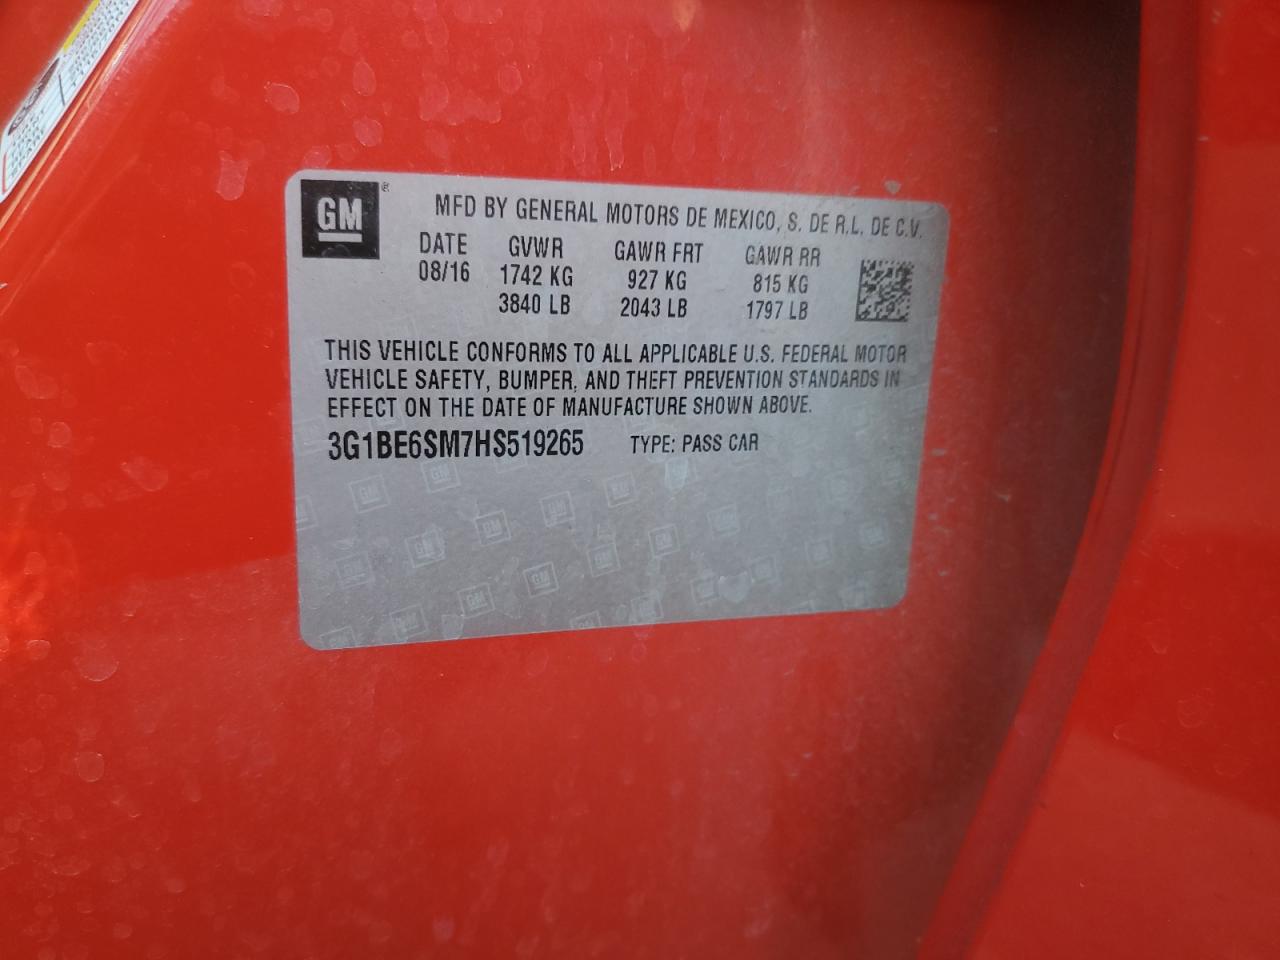 GM ®
MFD BY GENERAL MOTORS DE MEXICO, S. DE R.L. DE C.V.
DATE GVWR GAWR FRT GAWR RR
08/16 1742 KG 927 KG 815 KG
3840 LB 2043 LB 1797 LB
THIS VEHICLE CONFORMS TO ALL APPLICABLE U.S. FEDERAL MOTOR
VEHICLE SAFETY, BUMPER, AND THEFT PREVENTION STANDARDS IN
EFFECT ON THE DATE OF MANUFACTURE SHOWN ABOVE.
3G1BE6SM7HS519265 TYPE: PASS CAR